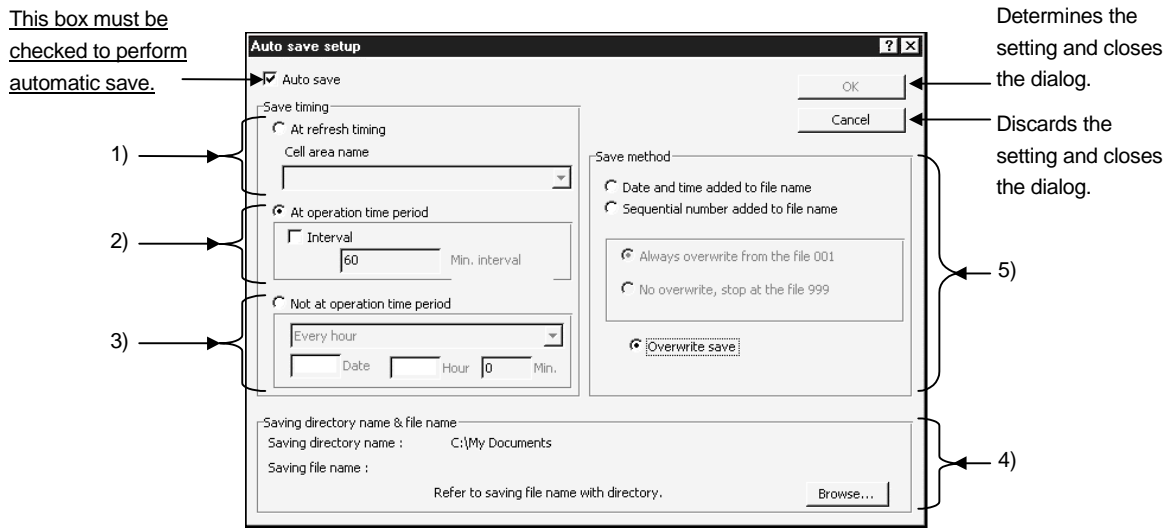 This box must be
checked to perform
automatic save.
Determines the
setting and closes
the dialog.
Discards the
setting and closes
the dialog.
Auto save setup
Auto save
OK
Cancel
Save timing
1)
At refresh timing
Cell area name
2)
At operation time period
Interval
60 Min. interval
3)
Not at operation time period
Every hour
Date Hour 0 Min.
Save method
Date and time added to file name
Sequential number added to file name
Always overwrite from the file 001
No overwrite, stop at the file 999
Overwrite save
5)
Saving directory name & file name
Saving directory name : C:\My Documents
Saving file name :
Refer to saving file name with directory.
Browse...
4)